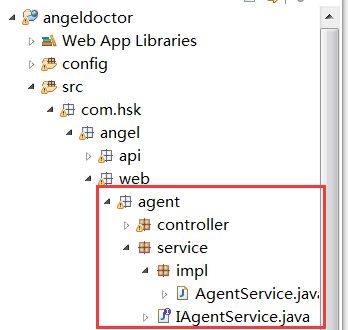 angeldoctor
Web App Libraries
config
src
com.hsk
angel
api
web
agent
controller
service
impl
AgentService.java
IAgentService.java